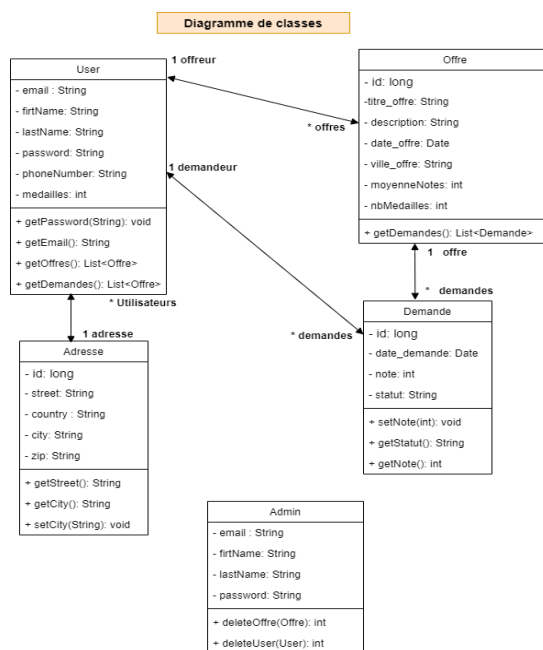 Diagramme de classes
User
- email : String
- firtName: String
- lastName: String
- password: String
- phoneNumber: String
- medailles: int
+ getPassword(String): void
+ getEmail(): String
+ getOffres(): List<Offre>
+ getDemandes(): List<Offre>
1 offreur
* offres
1 demandeur
* demandes
Offre
- id: long
-titre_offre: String
- description: String
- date_offre: Date
- ville_offre: String
- moyenneNotes: int
- nbMedailles: int
+ getDemandes(): List<Demande>
1 offre
* demandes
Demande
- id: long
- date_demande: Date
- note: int
- statut: String
+ setNote(int): void
+ getStatut(): String
+ getNote(): int
* Utilisateurs
1 adresse
Adresse
- id: long
- street: String
- country : String
- city: String
- zip: String
+ getStreet(): String
+ getCity(): String
+ setCity(String): void
Admin
- email : String
- firtName: String
- lastName: String
- password: String
+ deleteOffre(Offre): int
+ deleteUser(User): int